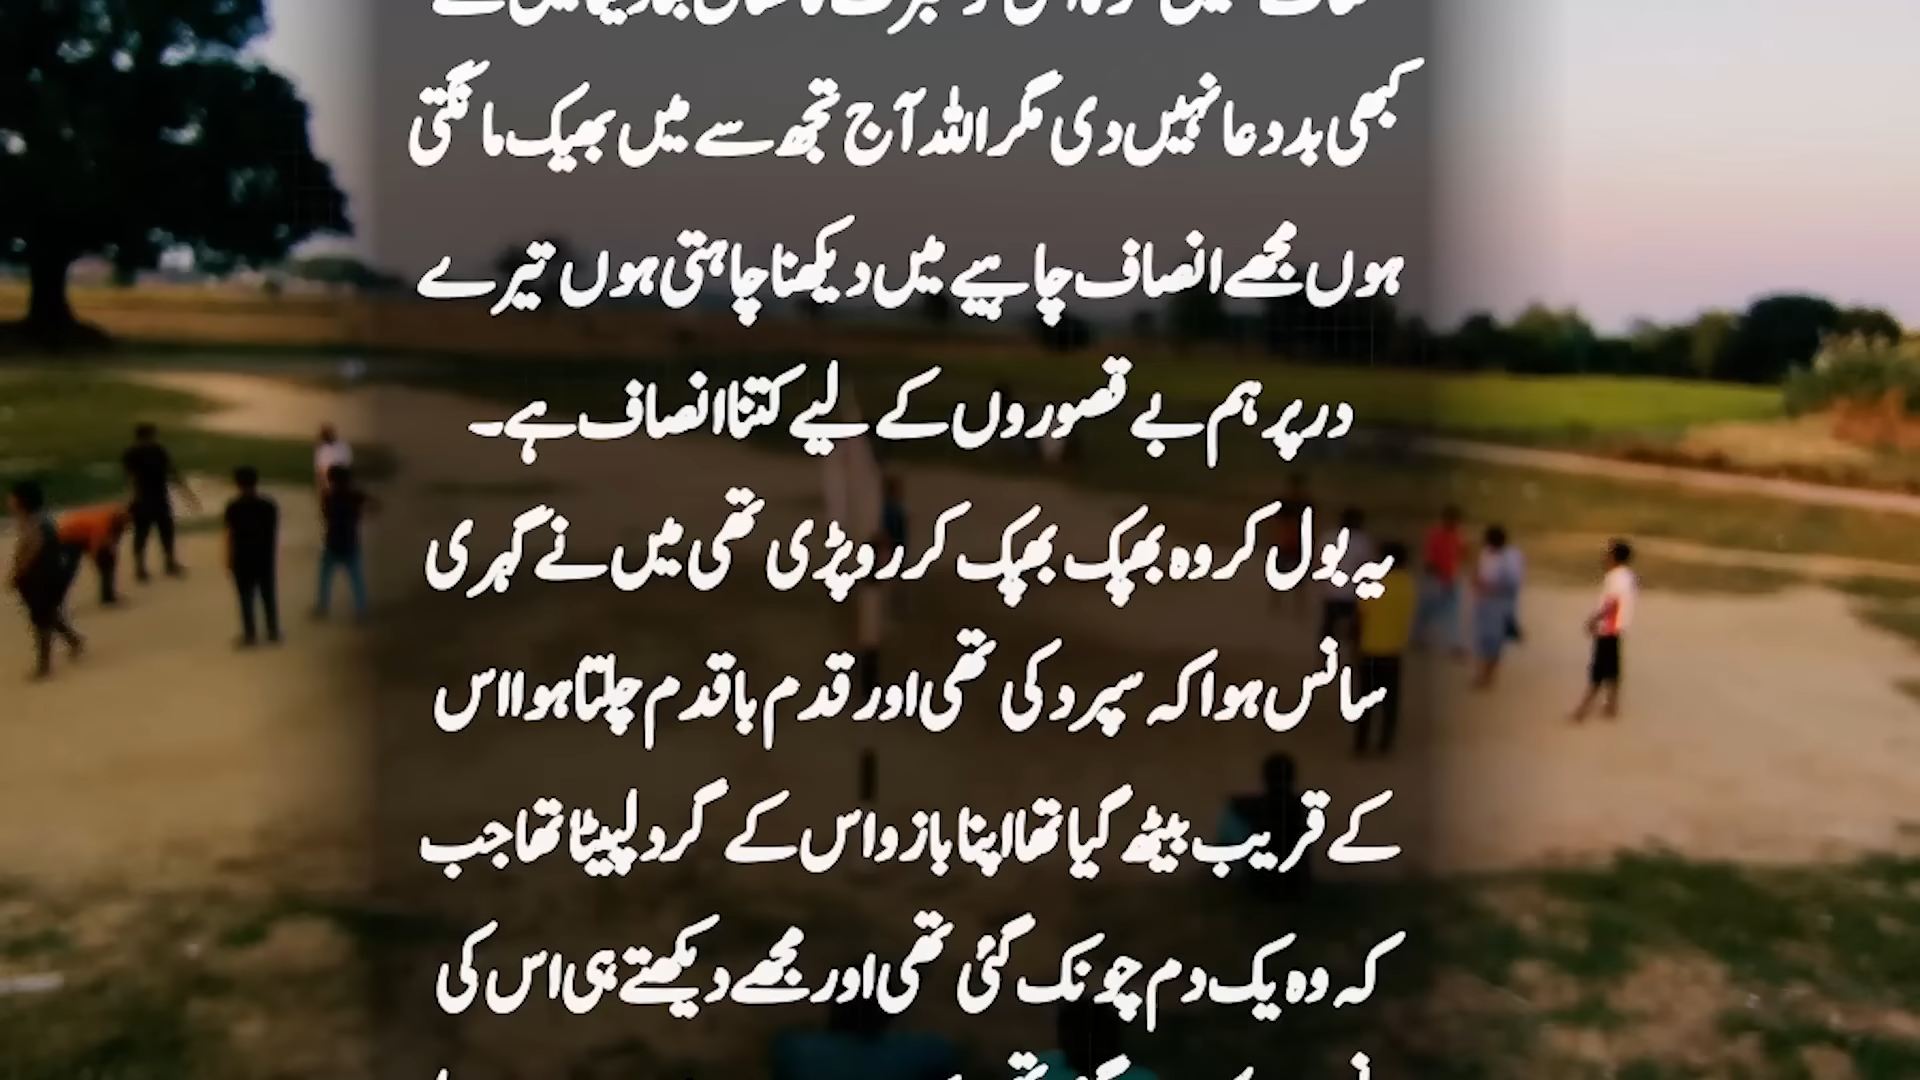 کبھی بددعا نہیں دی مگر اللہ آج تجھ سے میں بھیک مانگتی
ہوں مجھے انصاف چاہیے میں دیکھنا چاہتی ہوں تیرے
در پر ہم بے قصوروں کے لیے کتنا انصاف ہے۔
یہ بول کر وہ بھپک بھپک کر رو پڑی تھی میں نے گہری
سانس ہوا کہ سپرد کی تھی اور قدم با قدم چلتا ہوا اس
کے قریب بیٹھ گیا تھا اپنا بازو اس کے گرد لپیٹا تھا جب
کہ وہ یک دم چونک گئی تھی اور مجھے دیکھتے ہی اس کی